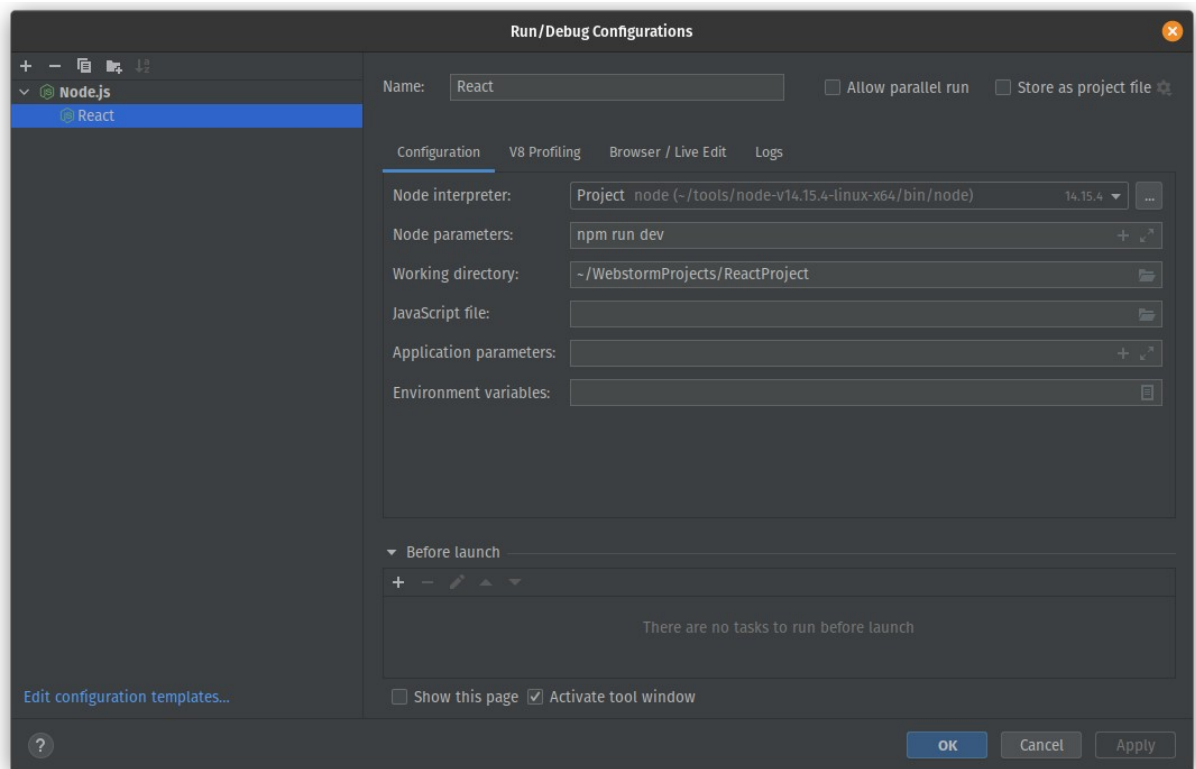 Run/Debug Configurations
Node.js
React
Name: React
Allow parallel run
Store as project file
Configuration V8 Profiling Browser / Live Edit Logs
Node interpreter: Project node (~/tools/node-v14.15.4-linux-x64/bin/node) 14.15.4
Node parameters: npm run dev
Working directory: ~/WebstormProjects/ReactProject
JavaScript file:
Application parameters:
Environment variables:
Before launch
There are no tasks to run before launch
Show this page Activate tool window
Edit configuration templates...
? OK Cancel Apply